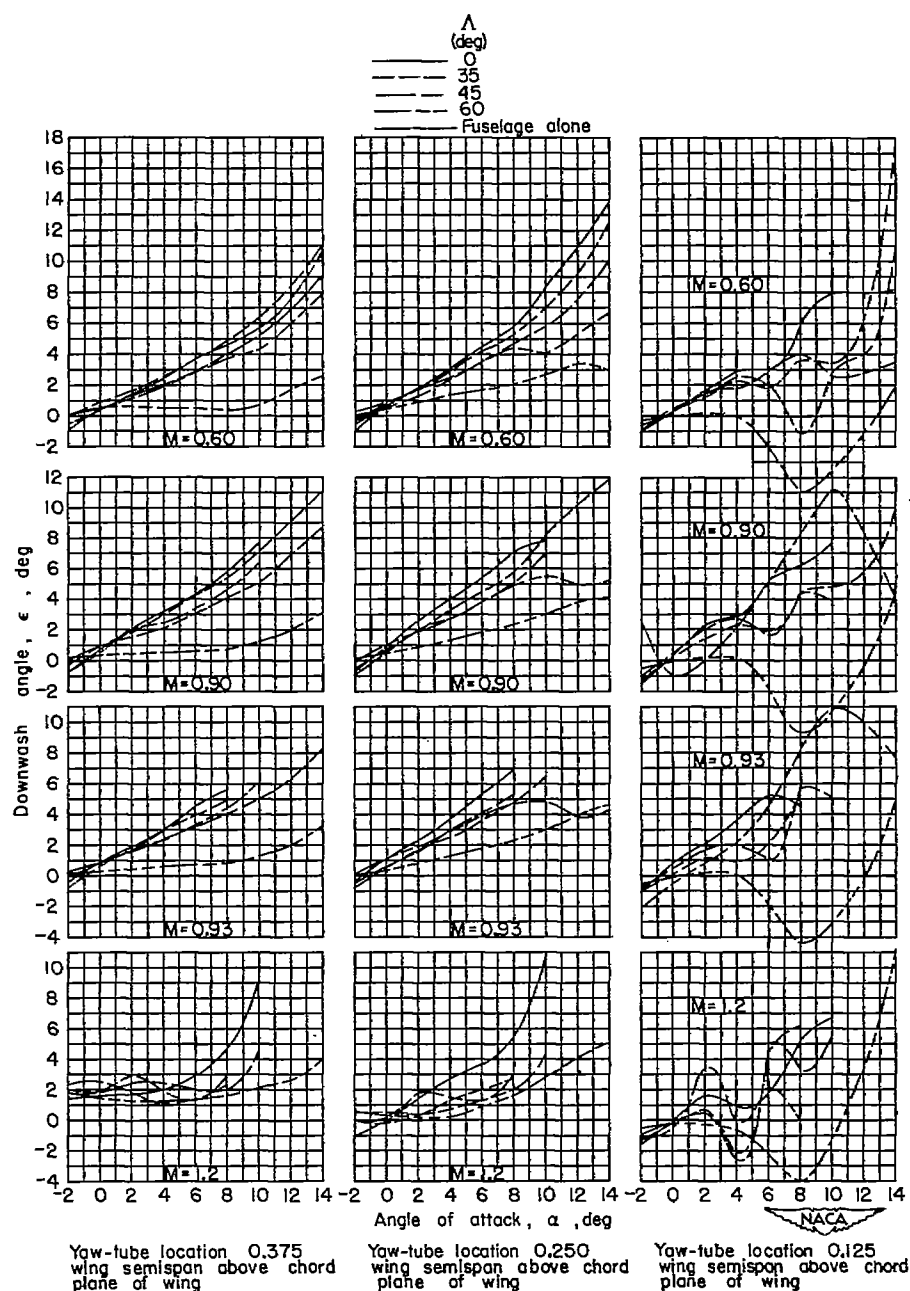 Λ
(deg)
0
35
45
60
Fuselage alone
18
16
14
12
10
8
6
4
2
0
-2
M=0.60
M=0.60
M=0.60
12
10
8
6
4
2
0
-2
M=0.90
M=0.90
M=0.90
10
8
6
4
2
0
-2
-4
M=0.93
M=0.93
M=0.93
10
8
6
4
2
0
-2
-4
M=1.2
M=1.2
M=1.2
Downwash angle, ϵ, deg
-2 0 2 4 6 8 10 12 14
-2 0 2 4 6 8 10 12 14
-2 0 2 4 6 8 10 12 14
Angle of attack, α, deg
NACA
Yaw-tube location 0.375
wing semispan above chord
plane of wing
Yaw-tube location 0.250
wing semispan above chord
plane of wing
Yaw-tube location 0.125
wing semispan above chord
plane of wing